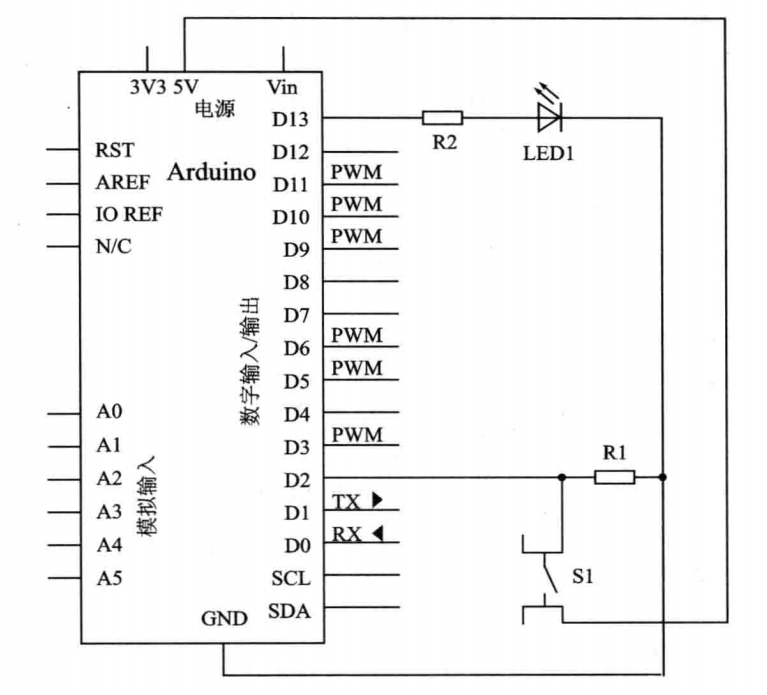 3V3 5V Vin
电源
D13
R2
LED1
D12
RST
Arduino
D11 PWM
AREF
D10 PWM
IO REF
D9 PWM
N/C
D8
D7
数字输入/输出
D6 PWM
D5 PWM
A0
D4
A1
D3 PWM
R1
A2
D2
模拟输入
A3
D1 TX
A4
D0 RX
A5
SCL
S1
SDA
GND